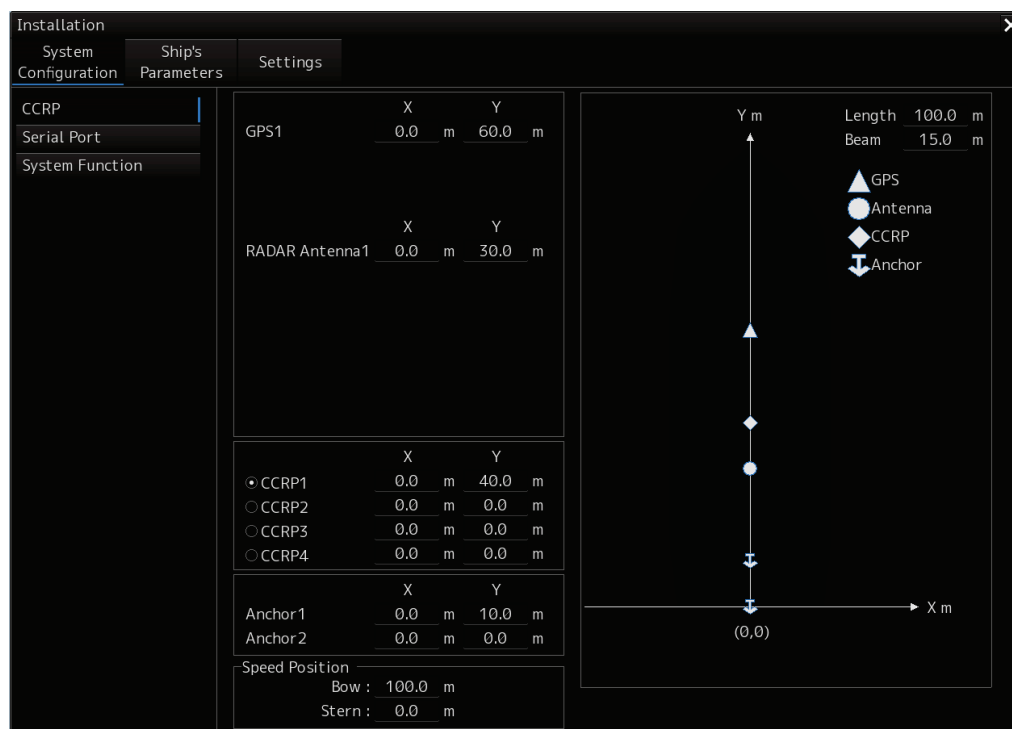 Installation
System Configuration
Ship's Parameters
Settings
CCRP
Serial Port
System Function
X Y
GPS1 0.0 m 60.0 m
X Y
RADAR Antenna1 0.0 m 30.0 m
X Y
CCRP1 0.0 m 40.0 m
CCRP2 0.0 m 0.0 m
CCRP3 0.0 m 0.0 m
CCRP4 0.0 m 0.0 m
X Y
Anchor1 0.0 m 10.0 m
Anchor2 0.0 m 0.0 m
Speed Position
Bow : 100.0 m
Stern : 0.0 m
Y m
Length 100.0 m
Beam 15.0 m
GPS
Antenna
CCRP
Anchor
X m
(0,0)